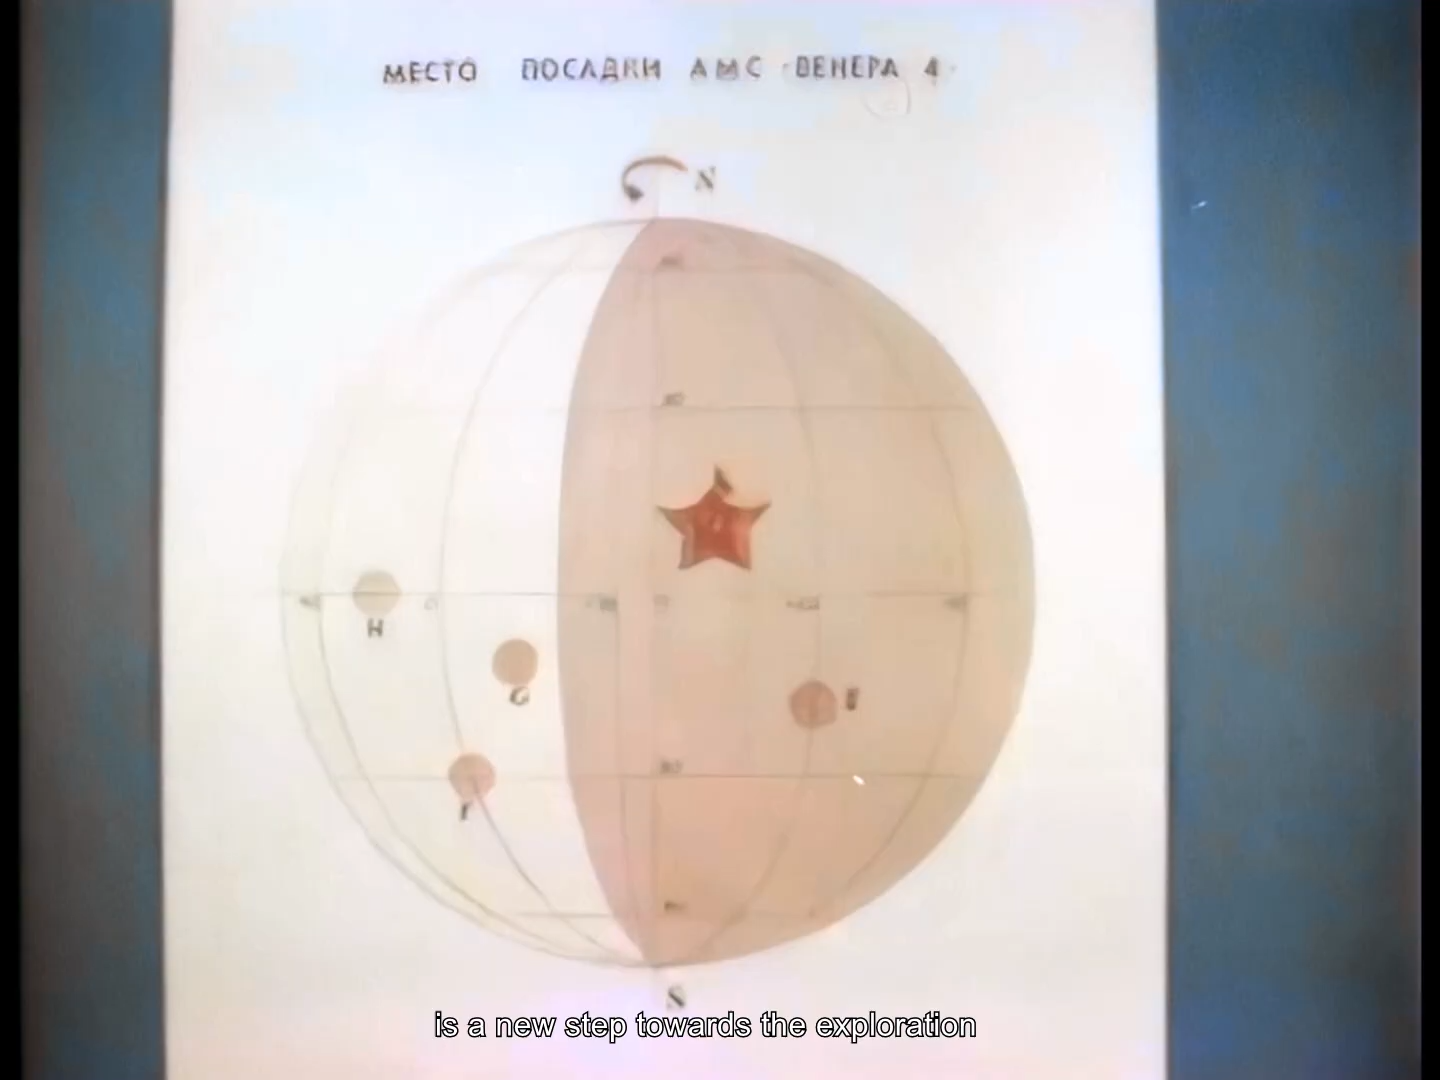 МЕСТО ПОСАДКИ АМС "ВЕНЕРА 4"
N
H
G
S
is a new step towards the exploration